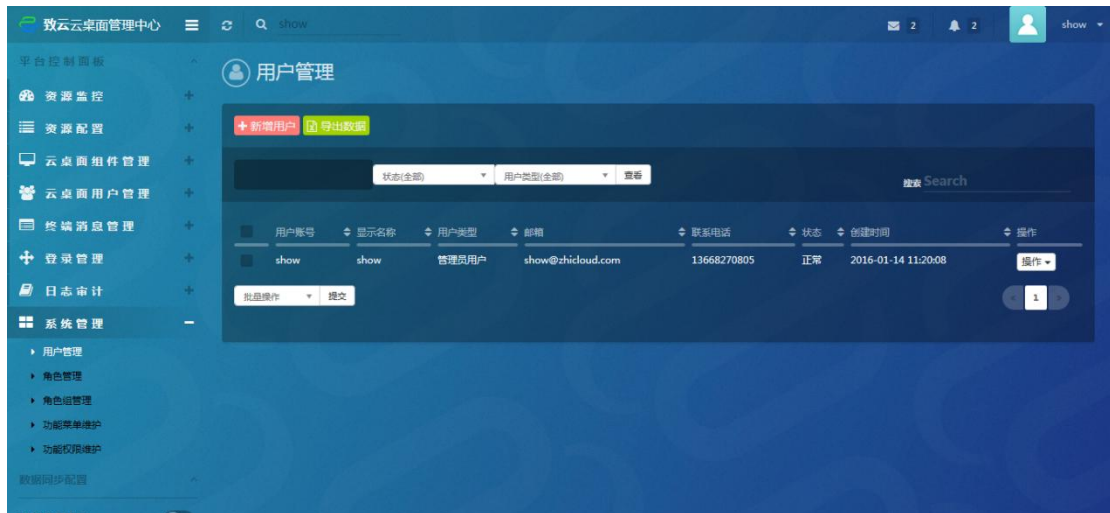 致云云桌面管理中心
show
2
2
show
平台控制面板
资源监控
资源配置
云桌面组件管理
云桌面用户管理
终端消息管理
登录管理
日志审计
系统管理
用户管理
角色管理
角色组管理
功能菜单维护
功能权限维护
数据同步配置
用户管理
+新增用户 导出数据
状态(全部) 用户类型(全部) 查看
搜索 Search
用户账号 显示名称 用户类型 邮箱 联系电话 状态 创建时间 操作
show show 管理员用户 show@zhicloud.com 13668270805 正常 2016-01-14 11:20:08 操作
批量操作 提交
< 1 >